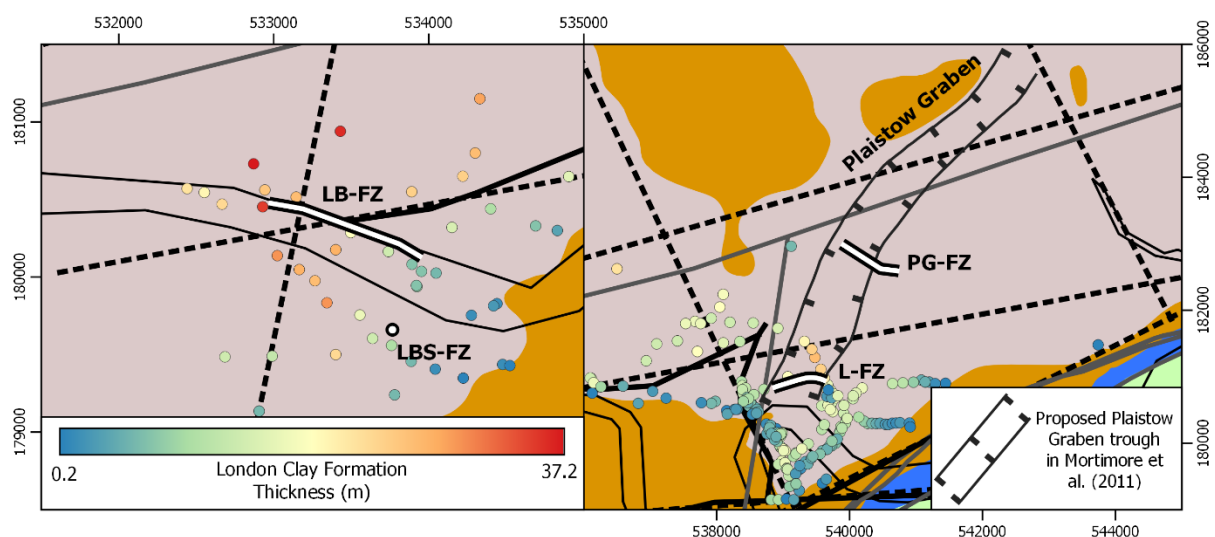 532000
533000
534000
535000
181000
180000
179000
LB-FZ
LBS-FZ
0.2
37.2
London Clay Formation
Thickness (m)
Plaistow Graben
PG-FZ
L-FZ
186000
184000
182000
180000
Proposed Plaistow
Graben trough
in Mortimore et
al. (2011)
538000
540000
542000
544000